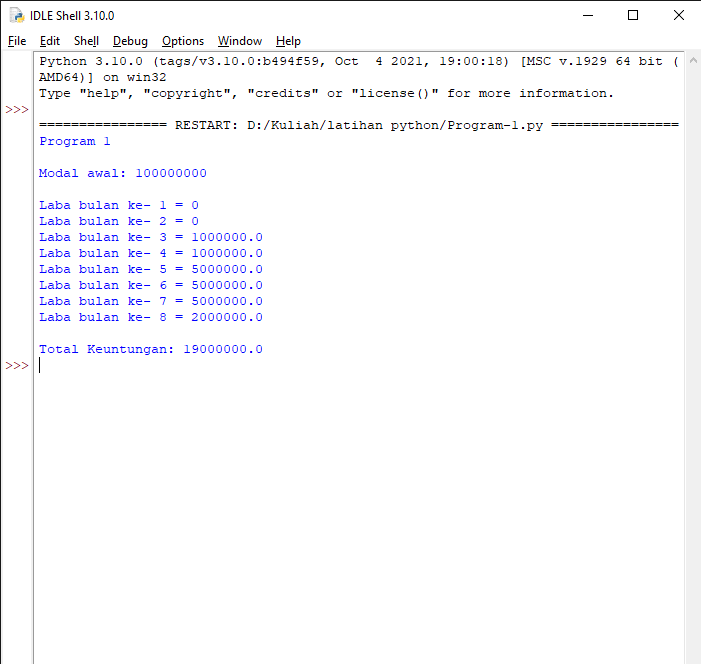 IDLE Shell 3.10.0
File Edit Shell Debug Options Window Help
Python 3.10.0 (tags/v3.10.0:b494f59, Oct  4 2021, 19:00:18) [MSC v.1929 64 bit (
AMD64)] on win32
Type "help", "copyright", "credits" or "license()" for more information.
>>>
================ RESTART: D:/Kuliah/latihan python/Program-1.py ================
Program 1
Modal awal: 100000000
Laba bulan ke- 1 = 0
Laba bulan ke- 2 = 0
Laba bulan ke- 3 = 1000000.0
Laba bulan ke- 4 = 1000000.0
Laba bulan ke- 5 = 5000000.0
Laba bulan ke- 6 = 5000000.0
Laba bulan ke- 7 = 5000000.0
Laba bulan ke- 8 = 2000000.0
Total Keuntungan: 19000000.0
>>>